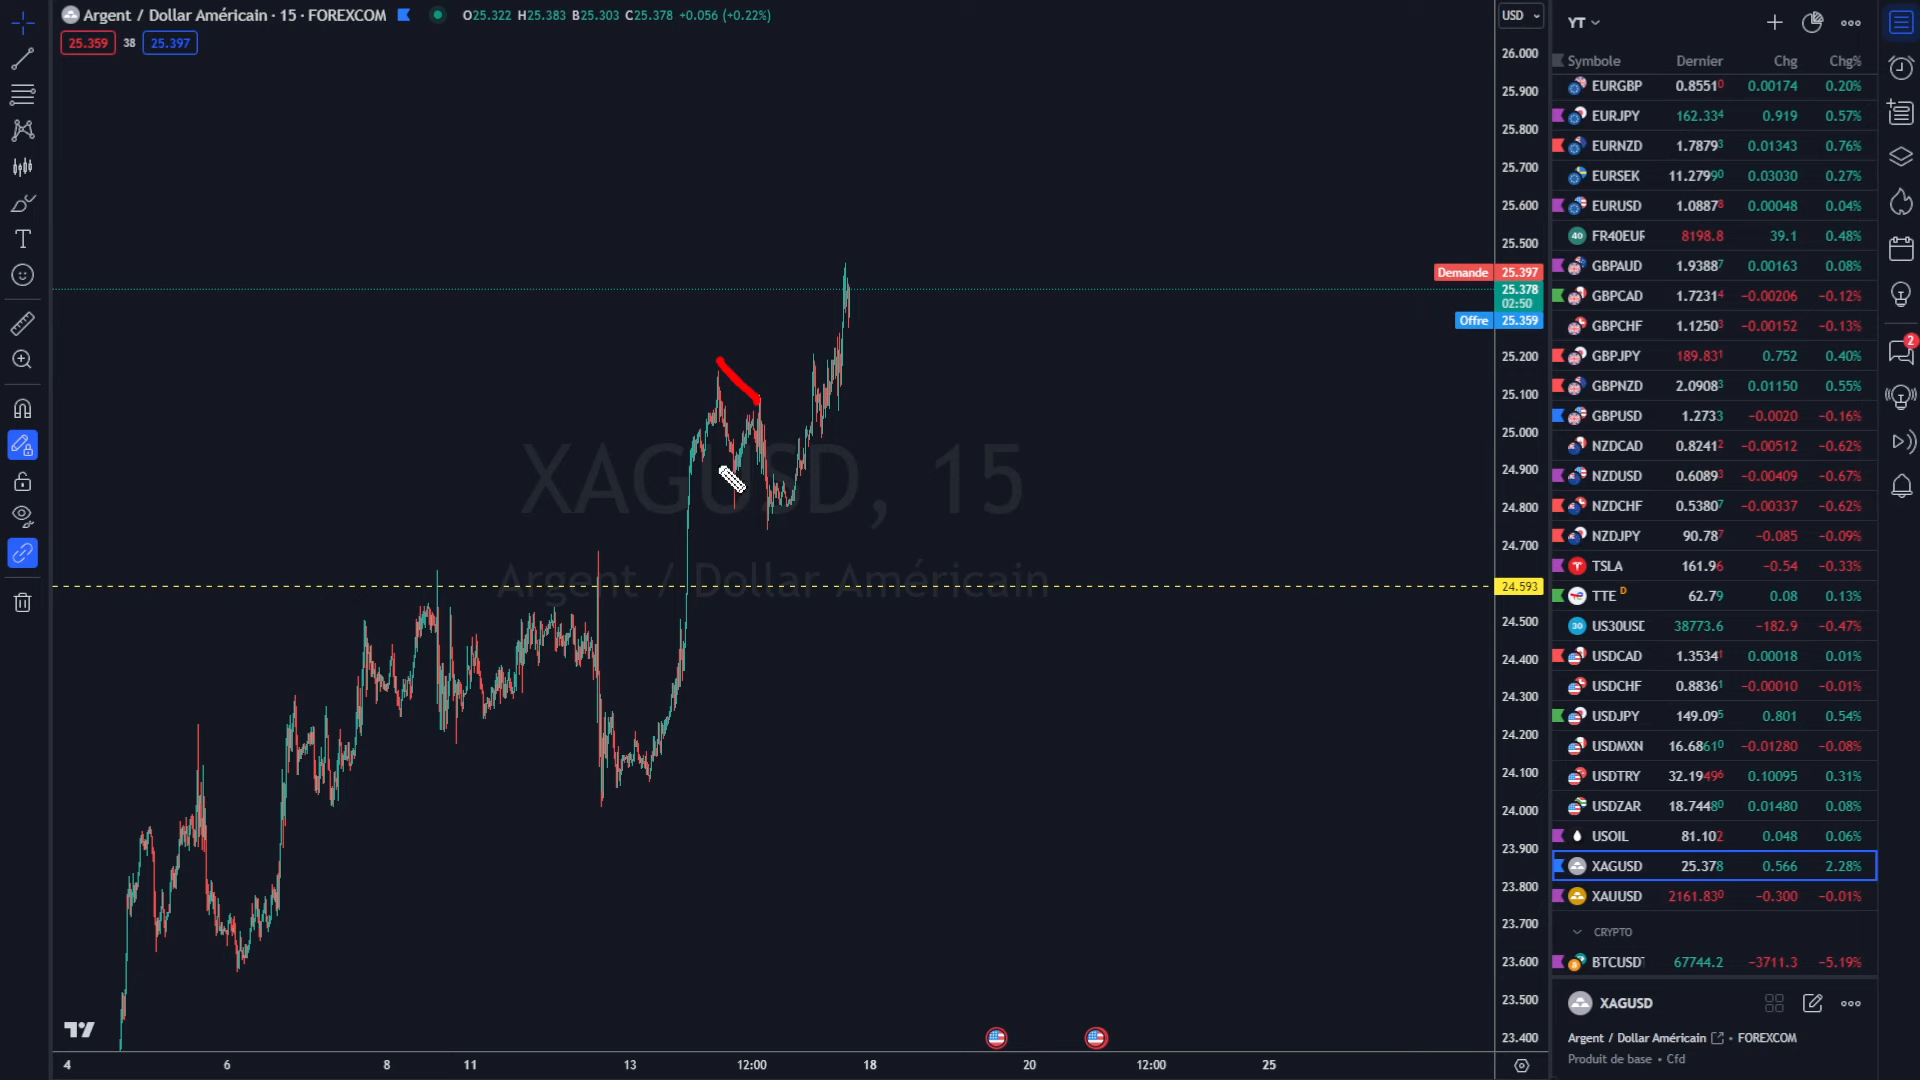 Argent / Dollar Américain · 15 · FOREXCOM
O25.322 H25.383 B25.303 C25.378 +0.056 (+0.22%)
25.359 38 25.397
XAGUSD, 15
Argent / Dollar Américain
USD
26.000
25.900
25.800
25.700
25.600
25.500
Demande 25.397
25.378
02:50
Offre 25.359
25.200
25.100
25.000
24.900
24.800
24.700
24.593
24.500
24.400
24.300
24.200
24.100
24.000
23.900
23.800
23.700
23.600
23.500
23.400
4 6 8 11 13 12:00 18 20 12:00 25
YT
Symbole Dernier Chg Chg%
EURGBP 0.85510 0.00174 0.20%
EURJPY 162.334 0.919 0.57%
EURNZD 1.78793 0.01343 0.76%
EURSEK 11.27990 0.03030 0.27%
EURUSD 1.08878 0.00048 0.04%
40 FR40EUR 8198.8 39.1 0.48%
GBPAUD 1.93887 0.00163 0.08%
GBPCAD 1.72314 −0.00206 −0.12%
GBPCHF 1.12503 −0.00152 −0.13%
GBPJPY 189.831 0.752 0.40%
GBPNZD 2.09083 0.01150 0.55%
GBPUSD 1.2733 −0.0020 −0.16%
NZDCAD 0.82412 −0.00512 −0.62%
NZDUSD 0.60893 −0.00409 −0.67%
NZDCHF 0.53807 −0.00337 −0.62%
NZDJPY 90.787 −0.085 −0.09%
TSLA 161.96 −0.54 −0.33%
TTE D 62.79 0.08 0.13%
30 US30USD 38773.6 −182.9 −0.47%
USDCAD 1.35341 0.00018 0.01%
USDCHF 0.88361 −0.00010 −0.01%
USDJPY 149.095 0.801 0.54%
USDMXN 16.68610 −0.01280 −0.08%
USDTRY 32.19496 0.10095 0.31%
USDZAR 18.74480 0.01480 0.08%
USOIL 81.102 0.048 0.06%
XAGUSD 25.378 0.566 2.28%
XAUUSD 2161.830 −0.300 −0.01%
CRYPTO
BTCUSDT 67744.2 −3711.3 −5.19%
XAGUSD
Argent / Dollar Américain • FOREXCOM
Produit de base • Cfd
2